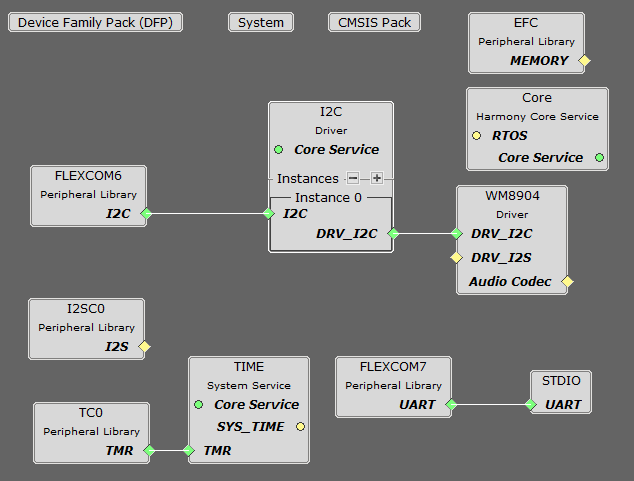 Device Family Pack (DFP)
System
CMSIS Pack
EFC
Peripheral Library
MEMORY
Core
Harmony Core Service
RTOS
Core Service
I2C
Driver
Core Service
Instances
Instance 0
I2C
DRV_I2C
FLEXCOM6
Peripheral Library
I2C
WM8904
Driver
DRV_I2C
DRV_I2S
Audio Codec
I2SC0
Peripheral Library
I2S
TIME
System Service
Core Service
SYS_TIME
TMR
FLEXCOM7
Peripheral Library
UART
STDIO
UART
TC0
Peripheral Library
TMR